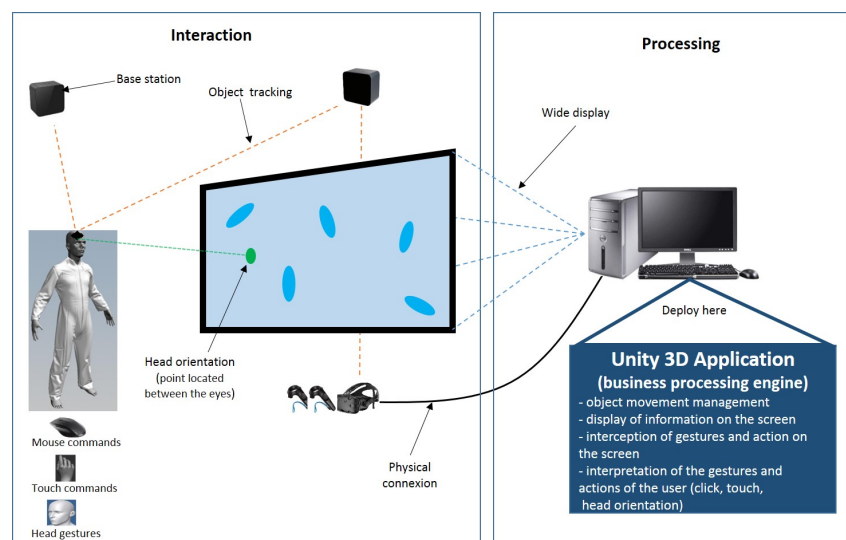 Interaction
Base station
Object tracking
Head orientation
(point located
between the eyes)
Mouse commands
Touch commands
Head gestures
Physical
connexion
Processing
Wide display
Deploy here
Unity 3D Application
(business processing engine)
- object movement management
- display of information on the screen
- interception of gestures and action on
the screen
- interpretation of the gestures and
actions of the user (click, touch,
head orientation)